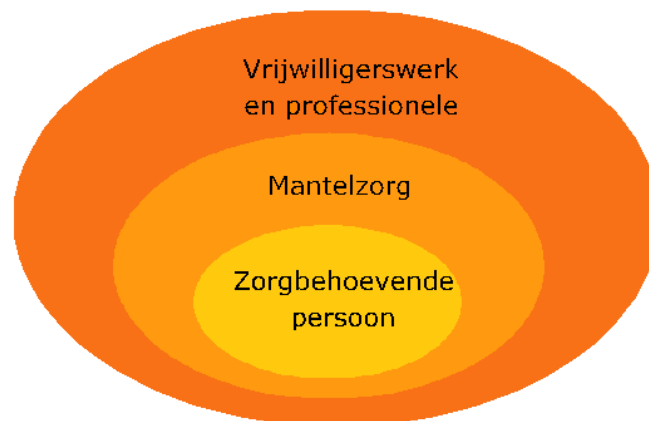 Vrijwilligerswerk
en professionele
Mantelzorg
Zorgbehoevende
persoon